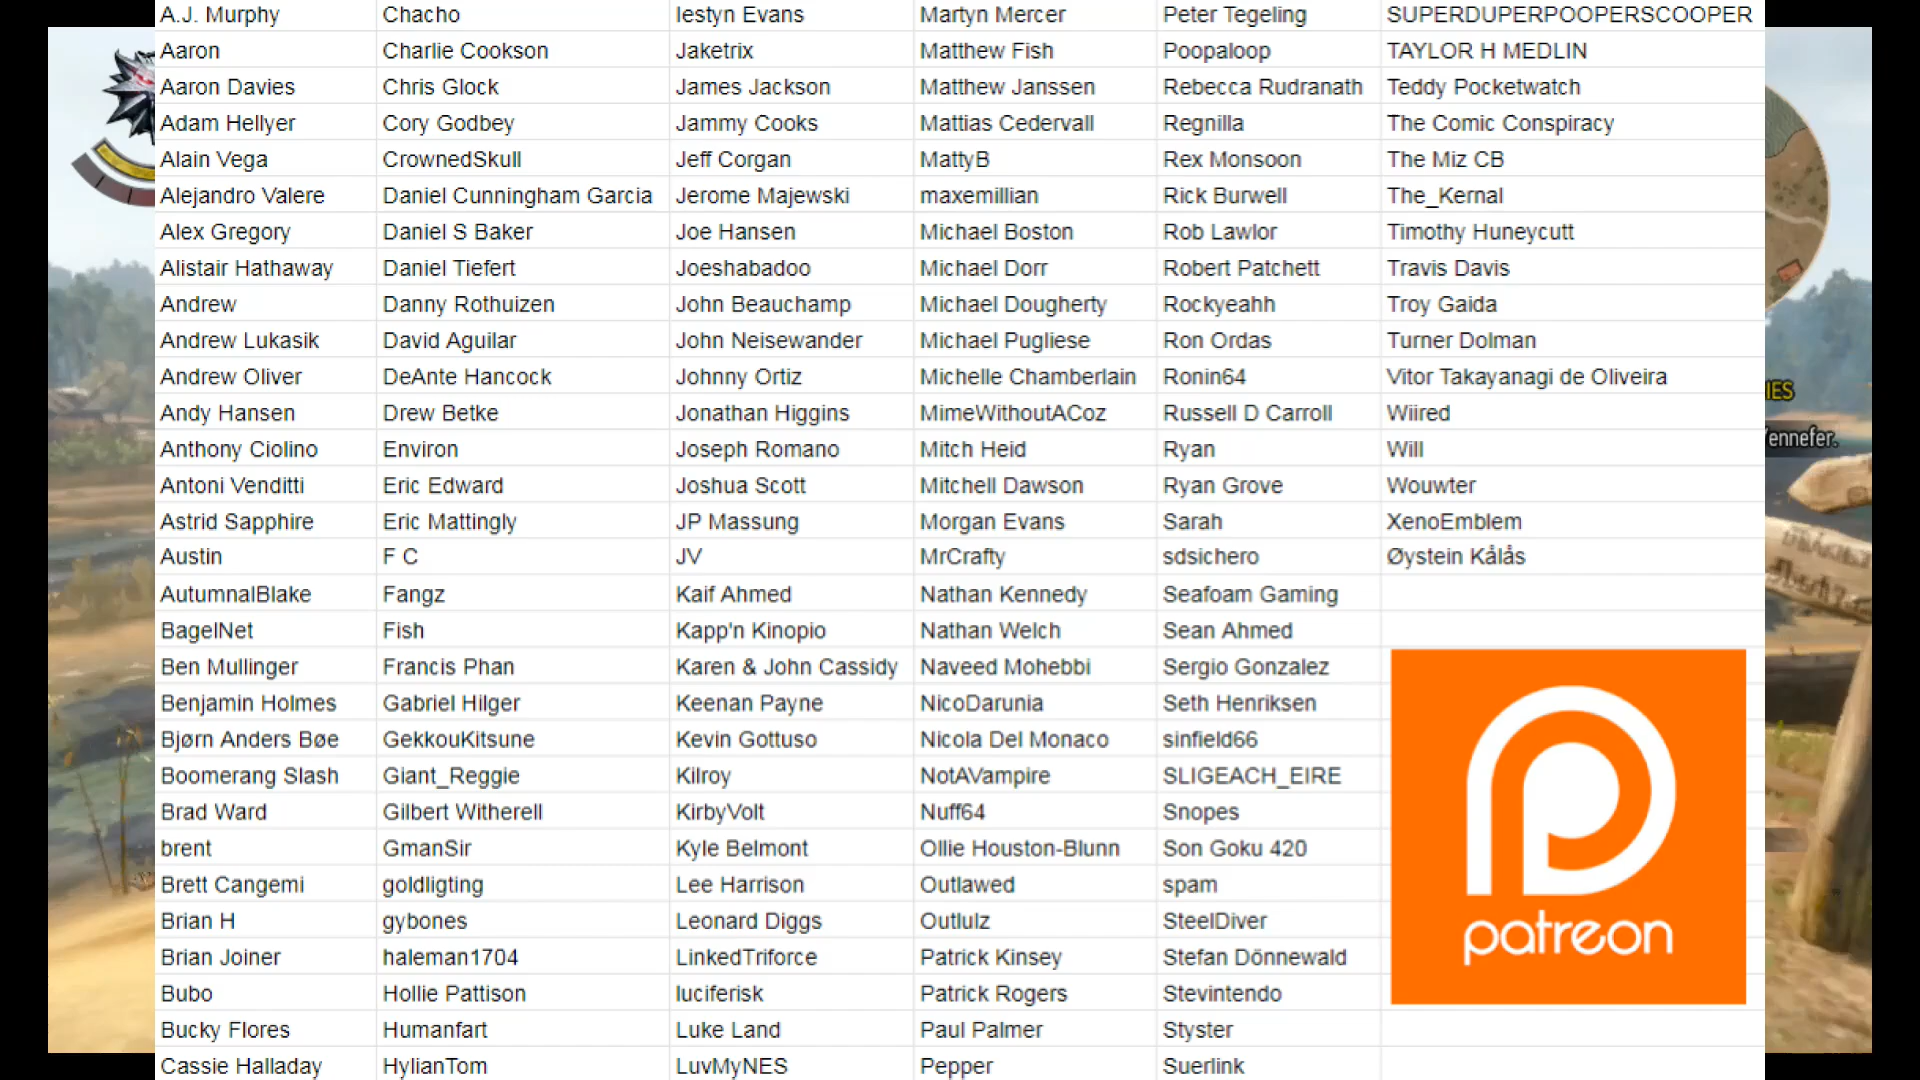 A.J. Murphy Chacho Iestyn Evans Martyn Mercer Peter Tegeling SUPERDUPERPOOPERSCOOPER
Aaron Charlie Cookson Jaketrix Matthew Fish Poopaloop TAYLOR H MEDLIN
Aaron Davies Chris Glock James Jackson Matthew Janssen Rebecca Rudranath Teddy Pocketwatch
Adam Hellyer Cory Godbey Jammy Cooks Mattias Cedervall Regnilla The Comic Conspiracy
Alain Vega CrownedSkull Jeff Corgan MattyB Rex Monsoon The Miz CB
Alejandro Valere Daniel Cunningham Garcia Jerome Majewski maxemillian Rick Burwell The_Kernal
Alex Gregory Daniel S Baker Joe Hansen Michael Boston Rob Lawlor Timothy Huneycutt
Alistair Hathaway Daniel Tiefert Joeshabadoo Michael Dorr Robert Patchett Travis Davis
Andrew Danny Rothuizen John Beauchamp Michael Dougherty Rockyeahh Troy Gaida
Andrew Lukasik David Aguilar John Neisewander Michael Pugliese Ron Ordas Turner Dolman
Andrew Oliver DeAnte Hancock Johnny Ortiz Michelle Chamberlain Ronin64 Vitor Takayanagi de Oliveira
Andy Hansen Drew Betke Jonathan Higgins MimeWithoutACoz Russell D Carroll Wiired
Anthony Ciolino Environ Joseph Romano Mitch Heid Ryan Will
Antoni Venditti Eric Edward Joshua Scott Mitchell Dawson Ryan Grove Wouwter
Astrid Sapphire Eric Mattingly JP Massung Morgan Evans Sarah XenoEmblem
Austin F C JV MrCrafty sdsichero Øystein Kålås
AutumnalBlake Fangz Kaif Ahmed Nathan Kennedy Seafoam Gaming
BagelNet Fish Kapp'n Kinopio Nathan Welch Sean Ahmed
Ben Mullinger Francis Phan Karen & John Cassidy Naveed Mohebbi Sergio Gonzalez
Benjamin Holmes Gabriel Hilger Keenan Payne NicoDarunia Seth Henriksen
Bjørn Anders Bøe GekkouKitsune Kevin Gottuso Nicola Del Monaco sinfield66
Boomerang Slash Giant_Reggie Kilroy NotAVampire SLIGEACH_EIRE
Brad Ward Gilbert Witherell KirbyVolt Nuff64 Snopes
brent GmanSir Kyle Belmont Ollie Houston-Blunn Son Goku 420
Brett Cangemi goldligting Lee Harrison Outlawed spam
Brian H gybones Leonard Diggs Outlulz SteelDiver
Brian Joiner haleman1704 LinkedTriforce Patrick Kinsey Stefan Dönnewald
Bubo Hollie Pattison luciferisk Patrick Rogers Stevintendo
Bucky Flores Humanfart Luke Land Paul Palmer Styster
Cassie Halladay HylianTom LuvMyNES Pepper Suerlink
patreon
IES
ennefer.